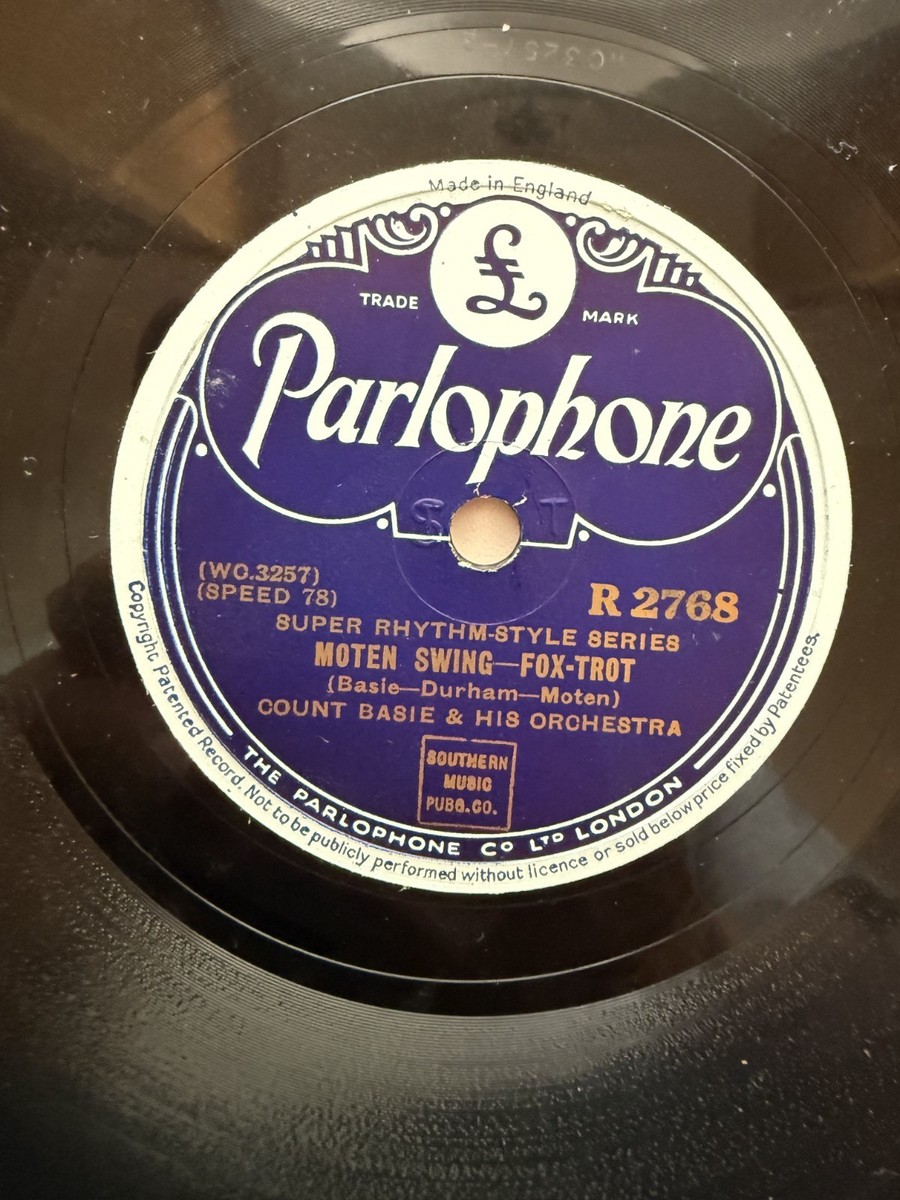 Made in England
£
TRADE MARK
Parlophone
S T
(WC.3257)
(SPEED 78)
R 2768
SUPER RHYTHM-STYLE SERIES
MOTEN SWING—FOX-TROT
(Basie—Durham—Moten)
COUNT BASIE & HIS ORCHESTRA
SOUTHERN
MUSIC
PUBG.CO.
THE PARLOPHONE Cº LTD LONDON
Copyright Patented Record. Not to be publicly performed without licence or sold below price fixed by Patentees.